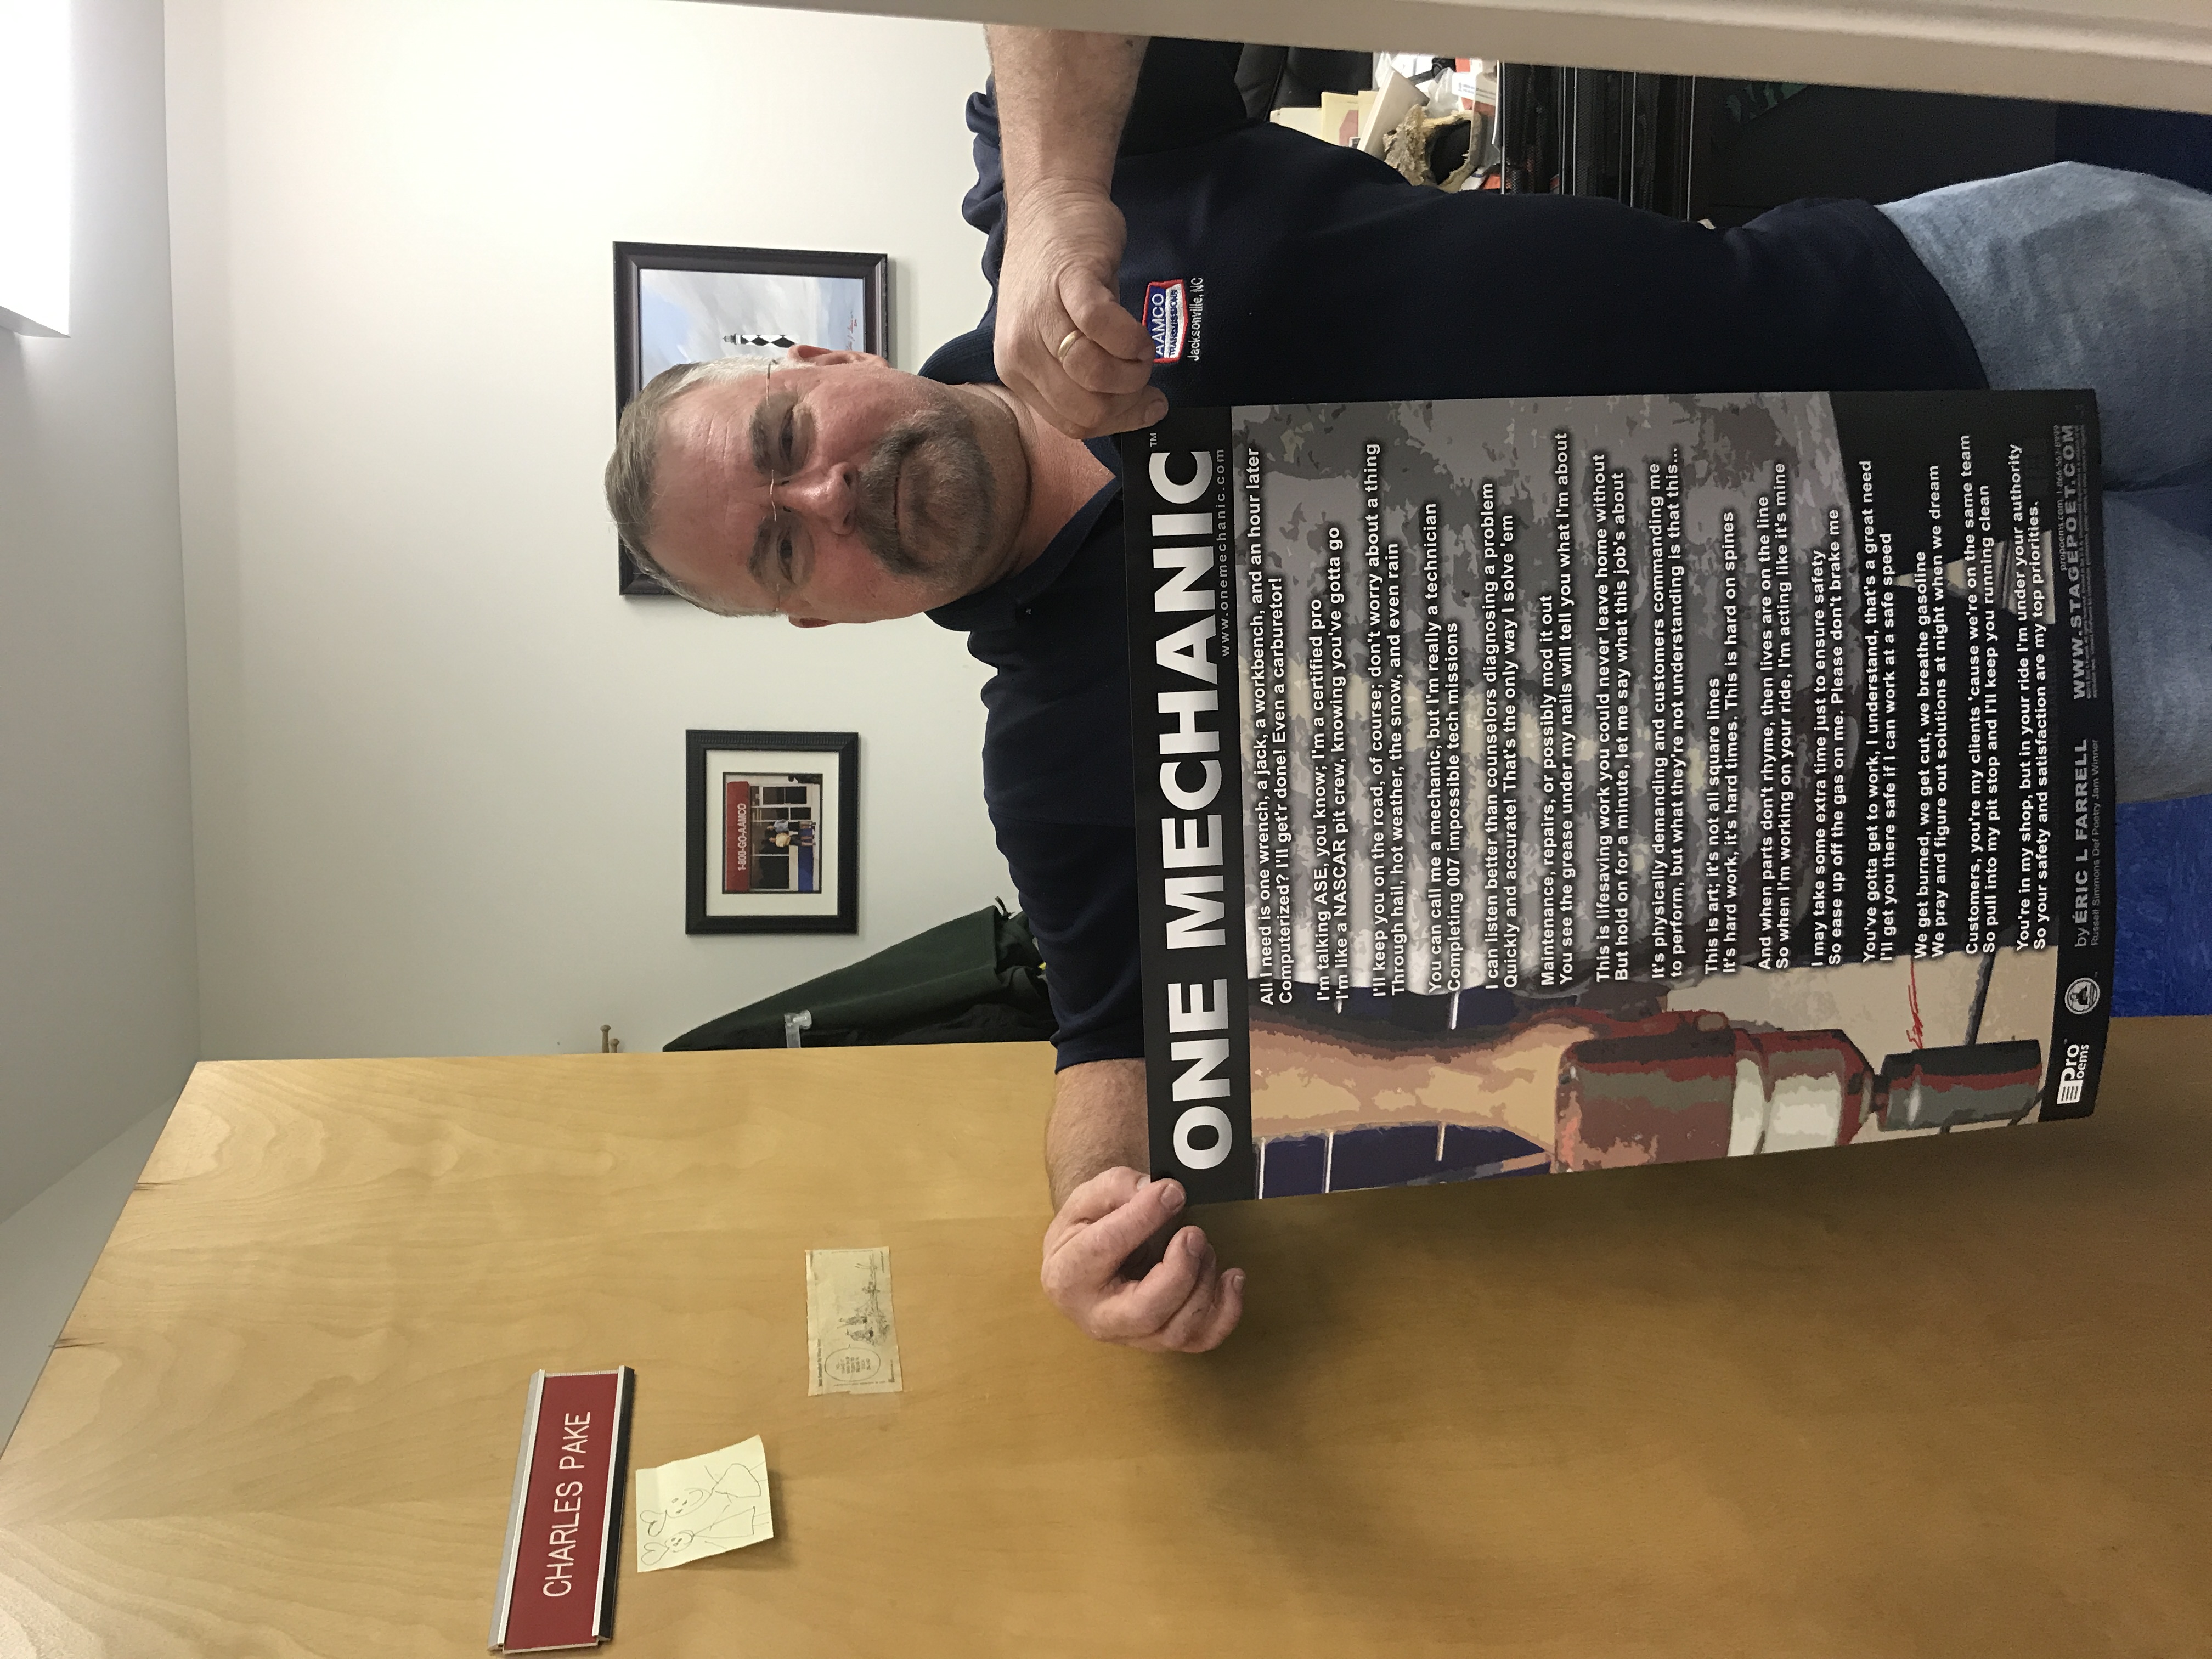 1-800-GO-AAMCO
CHARLES PAKE
AAMCO
TRANSMISSIONS
Jacksonville, NC
ONE MECHANIC™
www.onemechanic.com
All I need is one wrench, a jack, a workbench, and an hour later
Computerized? I'll get'r done! Even a carburetor!
I'm talking ASE, you know; I'm a certified pro
I'm like a NASCAR pit crew, knowing you've gotta go
I'll keep you on the road, of course; don't worry about a thing
Through hail, hot weather, the snow, and even rain
You can call me a mechanic, but I'm really a technician
Completing 007 impossible tech missions
I can listen better than counselors diagnosing a problem
Quickly and accurate! That's the only way I solve 'em
Maintenance, repairs, or possibly mod it out
You see the grease under my nails will tell you what I'm about
This is lifesaving work you could never leave home without
But hold on for a minute, let me say what this job's about
It's physically demanding and customers commanding me
to perform, but what they're not understanding is that this...
This is art; it's not all square lines
It's hard work, it's hard times. This is hard on spines
And when parts don't rhyme, then lives are on the line
So when I'm working on your ride, I'm acting like it's mine
I may take some extra time just to ensure safety
So ease up off the gas on me. Please don't brake me
You've gotta get to work, I understand, that's a great need
I'll get you there safe if I can work at a safe speed
We get burned, we get cut, we breathe gasoline
We pray and figure out solutions at night when we dream
Customers, you're my clients 'cause we're on the same team
So pull into my pit stop and I'll keep you running clean
You're in my shop, but in your ride I'm under your authority
So your safety and satisfaction are my top priorities.
Pro
Poems™
by ÉRIC L FARRELL
Russell Simmons Def Poetry Jam Winner
WWW.STAGEPOET.COM